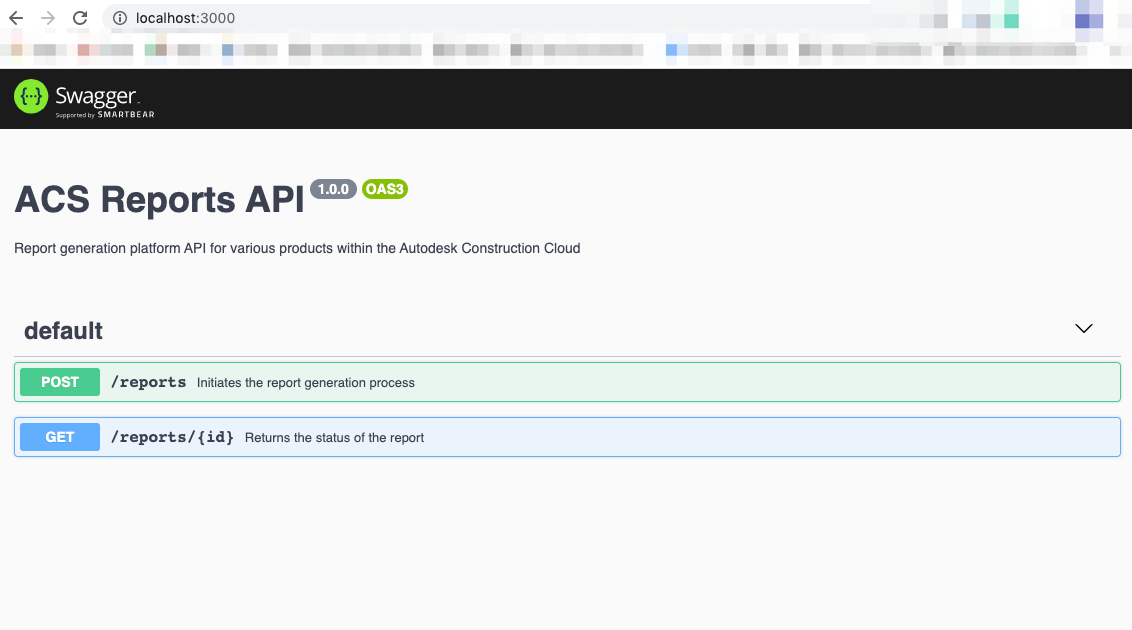 localhost:3000
{···} Swagger.
Supported by SMARTBEAR
ACS Reports API 1.0.0 OAS3
Report generation platform API for various products within the Autodesk Construction Cloud
default
POST /reports Initiates the report generation process
GET /reports/{id} Returns the status of the report